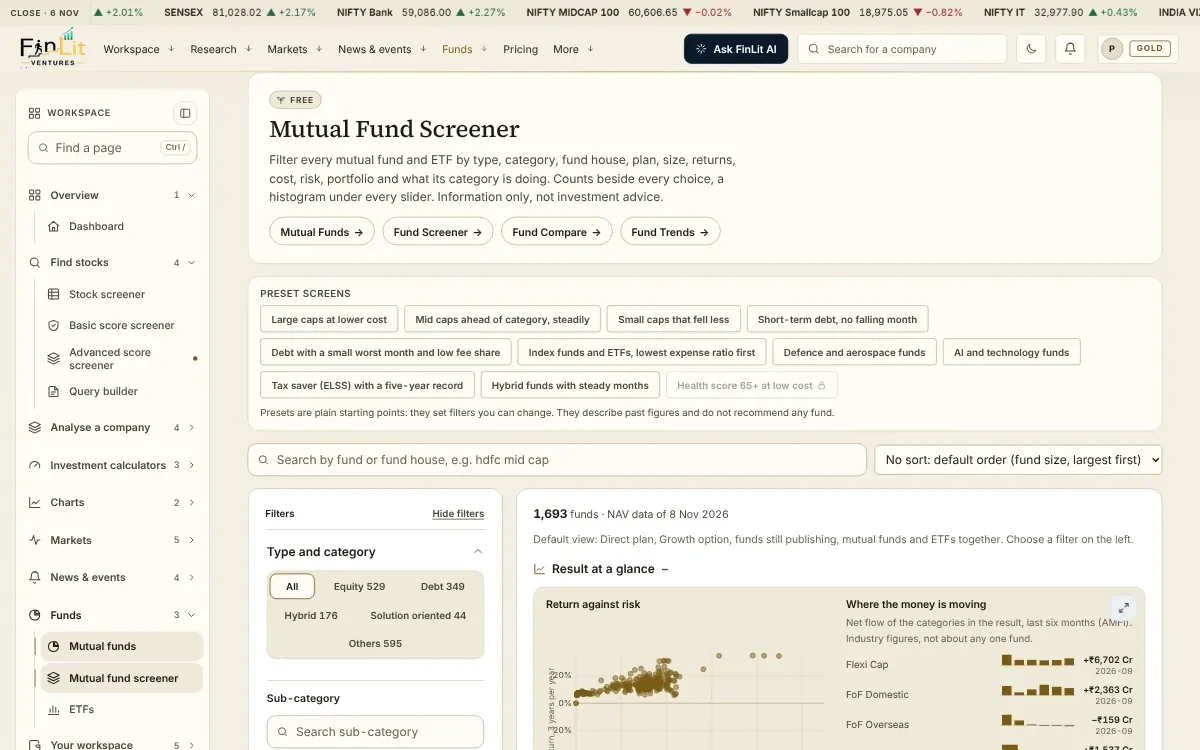 CLOSE · 6 NOV ▲ +2.01% SENSEX 81,028.02 ▲ +2.17% NIFTY Bank 59,086.00 ▲ +2.27% NIFTY MIDCAP 100 60,606.65 ▼ −0.02% NIFTY Smallcap 100 18,975.05 ▼ −0.82% NIFTY IT 32,977.90 ▲ +0.43% INDIA
FinLit
VENTURES
Workspace Research Markets News & events Funds Pricing More Ask FinLit AI Search for a company P GOLD
WORKSPACE
Find a page Ctrl /
Overview 1
Dashboard
Find stocks 4
Stock screener
Basic score screener
Advanced score
screener
Query builder
Analyse a company 4
Investment calculators 3
Charts 2
Markets 5
News & events 4
Funds 3
Mutual funds
Mutual fund screener
ETFs
Your workspace 5
FREE
Mutual Fund Screener
Filter every mutual fund and ETF by type, category, fund house, plan, size, returns,
cost, risk, portfolio and what its category is doing. Counts beside every choice, a
histogram under every slider. Information only, not investment advice.
Mutual Funds → Fund Screener → Fund Compare → Fund Trends →
PRESET SCREENS
Large caps at lower cost Mid caps ahead of category, steadily Small caps that fell less Short-term debt, no falling month
Debt with a small worst month and low fee share Index funds and ETFs, lowest expense ratio first Defence and aerospace funds AI and technology funds
Tax saver (ELSS) with a five-year record Hybrid funds with steady months Health score 65+ at low cost
Presets are plain starting points: they set filters you can change. They describe past figures and do not recommend any fund.
Search by fund or fund house, e.g. hdfc mid cap No sort: default order (fund size, largest first)
Filters Hide filters
Type and category
All Equity 529 Debt 349
Hybrid 176 Solution oriented 44
Others 595
Sub-category
Search sub-category
1,693 funds · NAV data of 8 Nov 2026
Default view: Direct plan, Growth option, funds still publishing, mutual funds and ETFs together. Choose a filter on the left.
Result at a glance –
Return against risk
20%
0%
20%
3 years per year
Where the money is moving
Net flow of the categories in the result, last six months (AMFI).
Industry figures, not about any one fund.
Flexi Cap +₹6,702 Cr
2026-09
FoF Domestic +₹2,363 Cr
2026-09
FoF Overseas −₹159 Cr
2026-09
+₹1,537 Cr